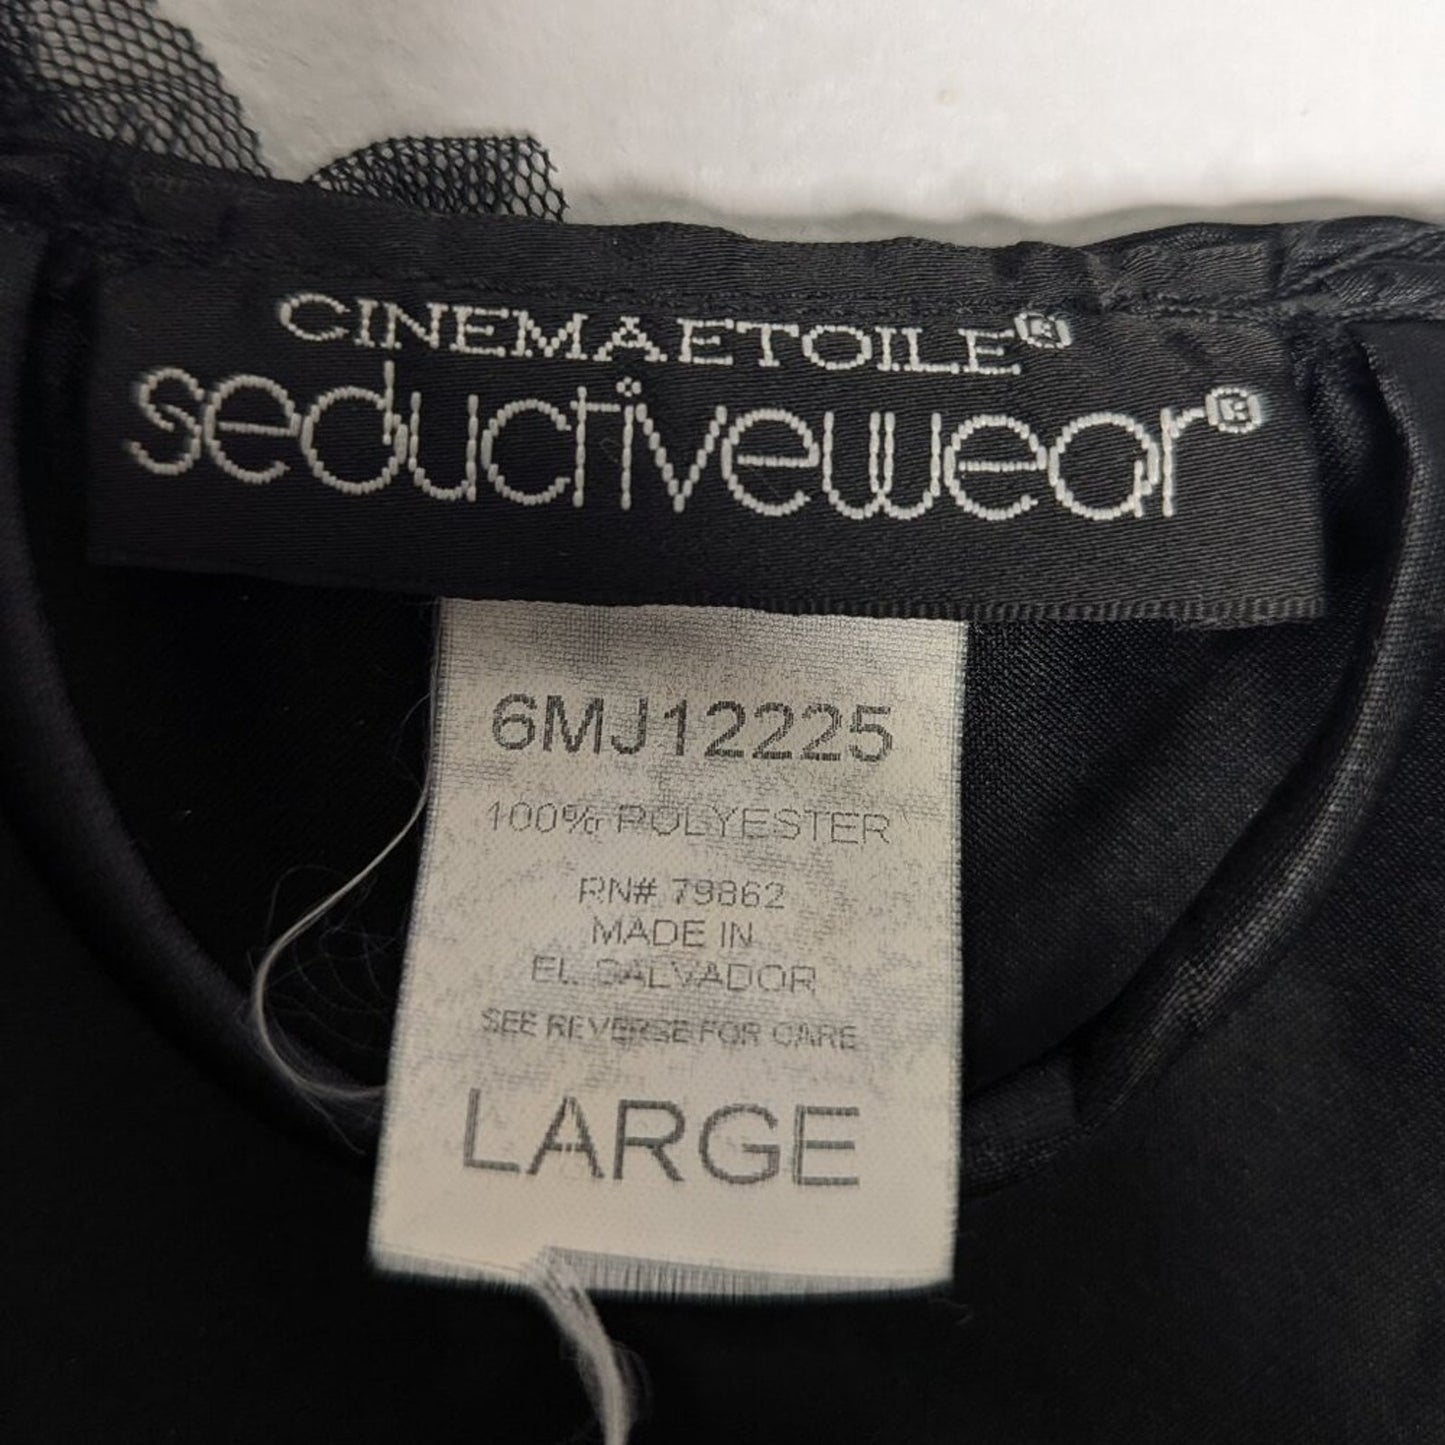 CINEMAETOILE®
seductivewear®
6MJ12225
100% POLYESTER
RN# 79862
MADE IN
EL SALVADOR
SEE REVERSE FOR CARE
LARGE